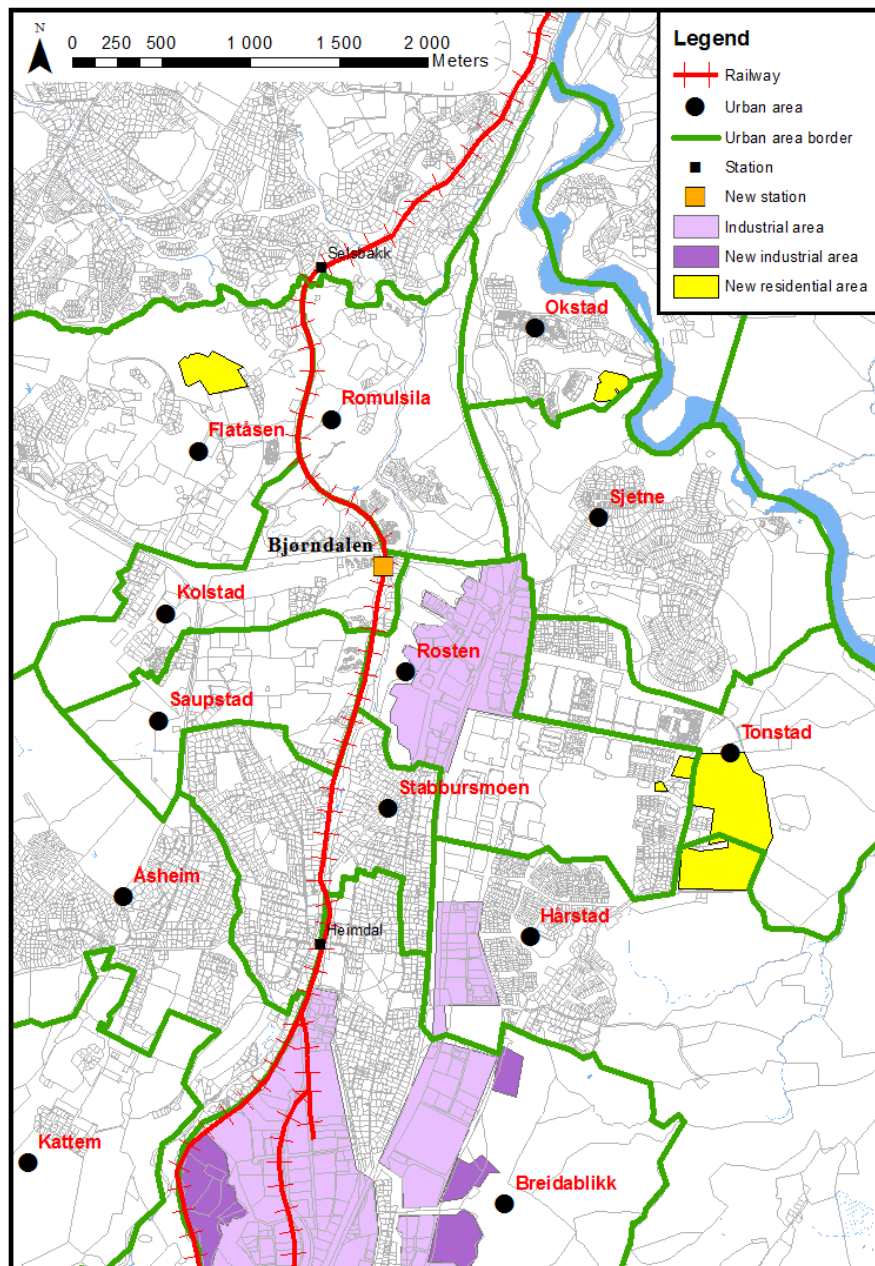 N
0 250 500 1 000 1 400 2 000
Meters
Legend
Railway
Urban area
Urban area border
Station
New station
Industrial area
New industrial area
New residential area
Selsbakk
Okstad
Romulsila
Flatåsen
Sjetne
Bjørndalen
Kolstad
Rosten
Saupstad
Tonstad
Stabbursmoen
Åsheim
Hårstad
Heimdal
Kattem
Breidablikk